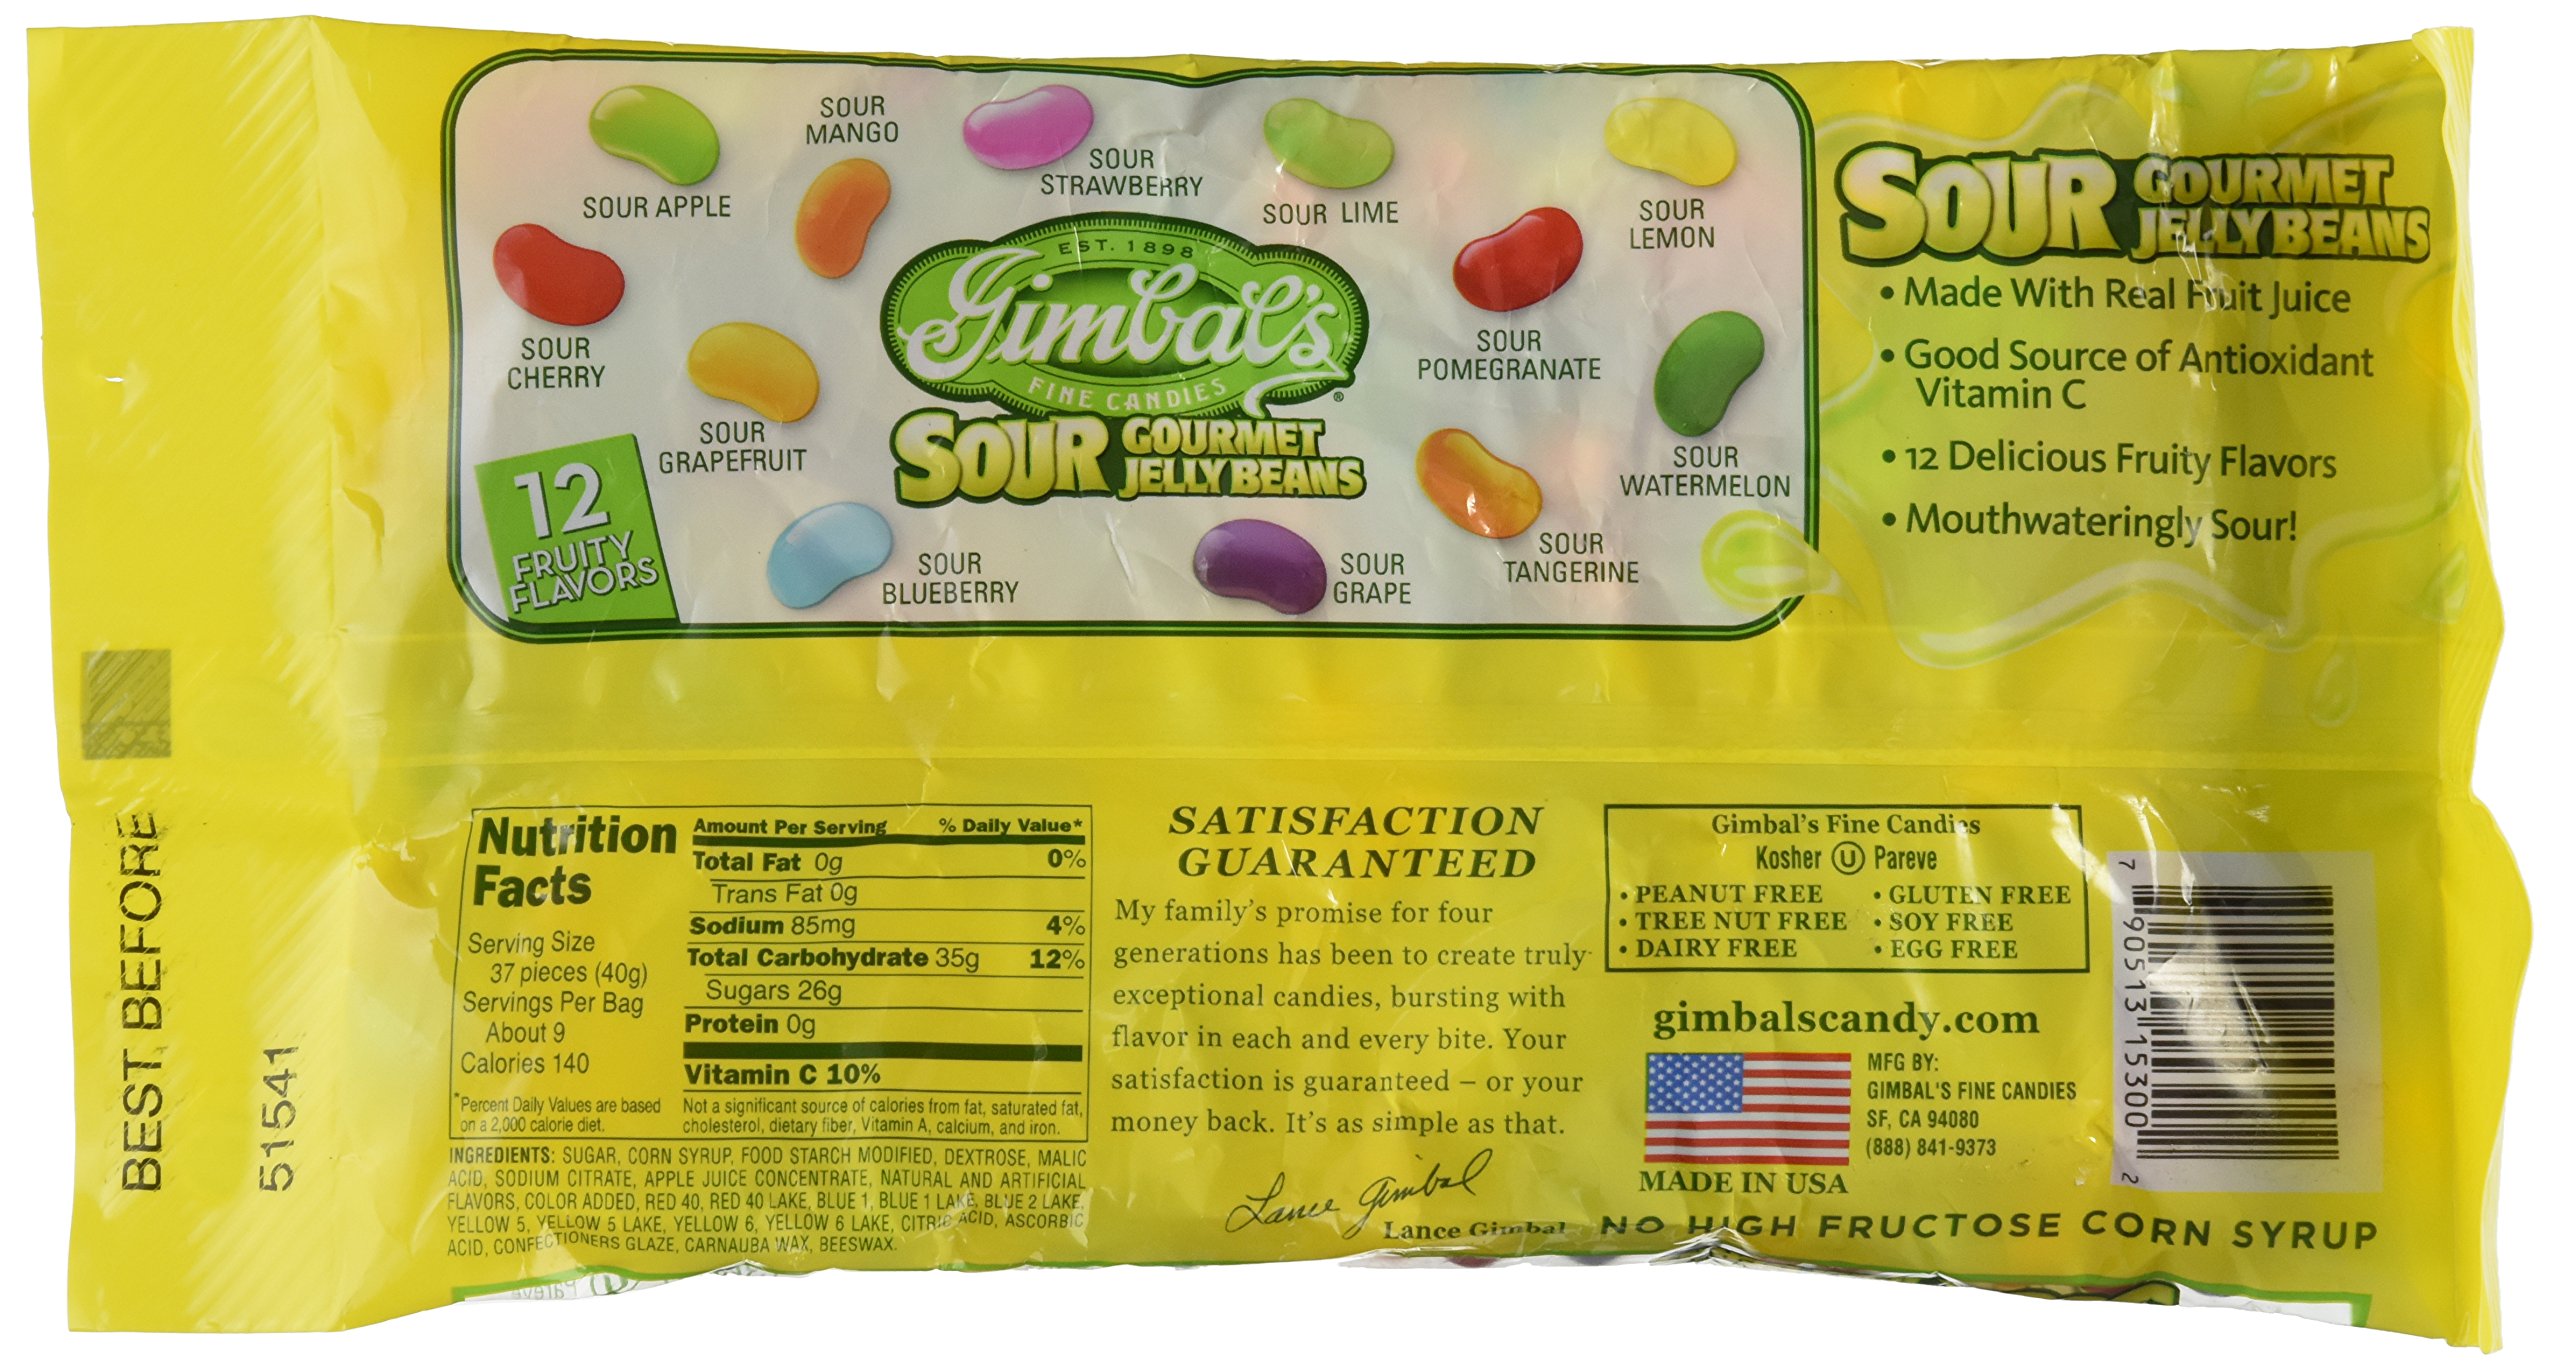 SOUR APPLE
SOUR
MANGO
SOUR
STRAWBERRY
SOUR LIME
SOUR
LEMON
SOUR
CHERRY
SOUR
GRAPEFRUIT
EST. 1898
Gimbal's
FINE CANDIES
®
SOUR GOURMET
JELLY BEANS
SOUR
POMEGRANATE
SOUR
WATERMELON
12
FRUITY
FLAVORS
SOUR
BLUEBERRY
SOUR
GRAPE
SOUR
TANGERINE
SOUR GOURMET
JELLY BEANS
• Made With Real Fruit Juice
• Good Source of Antioxidant
Vitamin C
• 12 Delicious Fruity Flavors
• Mouthwateringly Sour!
BEST BEFORE
51541
Nutrition
Facts
Serving Size
37 pieces (40g)
Servings Per Bag
About 9
Calories 140
*Percent Daily Values are based
on a 2,000 calorie diet.
Amount Per Serving % Daily Value*
Total Fat 0g 0%
Trans Fat 0g
Sodium 85mg 4%
Total Carbohydrate 35g 12%
Sugars 26g
Protein 0g
Vitamin C 10%
Not a significant source of calories from fat, saturated fat,
cholesterol, dietary fiber, Vitamin A, calcium, and iron.
INGREDIENTS: SUGAR, CORN SYRUP, FOOD STARCH MODIFIED, DEXTROSE, MALIC
ACID, SODIUM CITRATE, APPLE JUICE CONCENTRATE, NATURAL AND ARTIFICIAL
FLAVORS, COLOR ADDED, RED 40, RED 40 LAKE, BLUE 1, BLUE 1 LAKE, BLUE 2 LAKE,
YELLOW 5, YELLOW 5 LAKE, YELLOW 6, YELLOW 6 LAKE, CITRIC ACID, ASCORBIC
ACID, CONFECTIONERS GLAZE, CARNAUBA WAX, BEESWAX.
SATISFACTION
GUARANTEED
My family's promise for four
generations has been to create truly
exceptional candies, bursting with
flavor in each and every bite. Your
satisfaction is guaranteed – or your
money back. It's as simple as that.
Lance Gimbal
Lance Gimbal
Gimbal's Fine Candies
Kosher U Pareve
• PEANUT FREE • GLUTEN FREE
• TREE NUT FREE • SOY FREE
• DAIRY FREE • EGG FREE
gimbalscandy.com
MFG BY:
GIMBAL'S FINE CANDIES
SF, CA 94080
(888) 841-9373
MADE IN USA
NO HIGH FRUCTOSE CORN SYRUP
7 90513 15300 2
Pareve